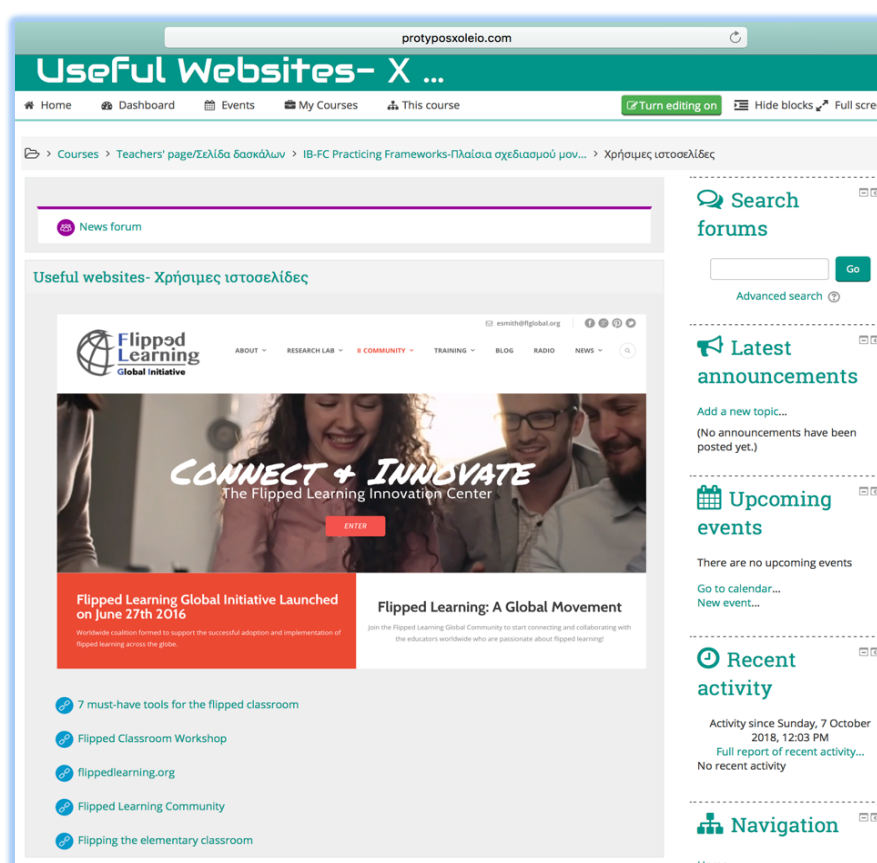 protyposxoleio.com
Useful Websites- X ...
Home Dashboard Events My Courses This course Turn editing on Hide blocks Full scre
> Courses > Teachers' page/Σελίδα δασκάλων > IB-FC Practicing Frameworks-Πλαίσια σχεδιασμού μον... > Χρήσιμες ιστοσελίδες
News forum
Useful websites- Χρήσιμες ιστοσελίδες
esmith@flglobal.org
Flipped
Learning
Global Initiative
ABOUT RESEARCH LAB II COMMUNITY TRAINING BLOG RADIO NEWS
CONNECT + INNOVATE
The Flipped Learning Innovation Center
ENTER
Flipped Learning Global Initiative Launched
on June 27th 2016
Worldwide coalition formed to support the successful adoption and implementation of
flipped learning across the globe.
Flipped Learning: A Global Movement
Join the Flipped Learning Global Community to start connecting and collaborating with
the educators worldwide who are passionate about flipped learning!
7 must-have tools for the flipped classroom
Flipped Classroom Workshop
flippedlearning.org
Flipped Learning Community
Flipping the elementary classroom
Search
forums
Go
Advanced search
Latest
announcements
Add a new topic...
(No announcements have been
posted yet.)
Upcoming
events
There are no upcoming events
Go to calendar...
New event...
Recent
activity
Activity since Sunday, 7 October
2018, 12:03 PM
Full report of recent activity...
No recent activity
Navigation